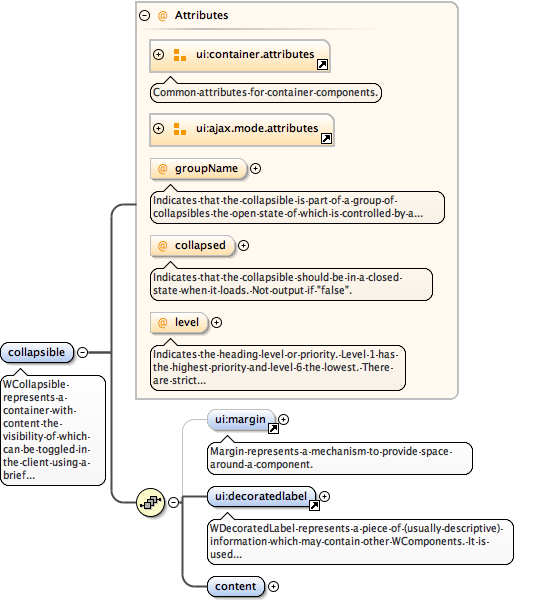 @ Attributes
ui:container.attributes
Common attributes for container components.
ui:ajax.mode.attributes
@ groupName
Indicates that the collapsible is part of a group of
collapsibles the open state of which is controlled by a...
@ collapsed
Indicates that the collapsible should be in a closed
state when it loads. Not output if "false".
@ level
Indicates the heading level or priority. Level 1 has
the highest priority and level 6 the lowest. There
are strict...
collapsible
WCollapsible
represents a
container with
content the
visibility of which
can be toggled in
the client using a
brief...
ui:margin
Margin represents a mechanism to provide space
around a component.
ui:decoratedlabel
WDecoratedLabel represents a piece of (usually descriptive)
information which may contain other WComponents. It is
used...
content